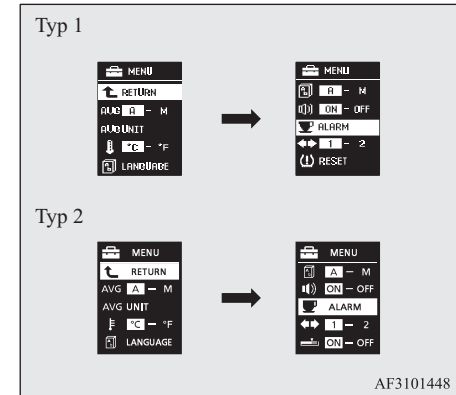 Typ 1
MENU
RETURN
AVG A - M
AVG UNIT
°C - °F
LANGUAGE
MENU
A - M
ON - OFF
ALARM
1 - 2
RESET
Typ 2
MENU
RETURN
AVG A - M
AVG UNIT
°C - °F
LANGUAGE
MENU
A - M
ON - OFF
ALARM
1 - 2
ON - OFF
AF3101448